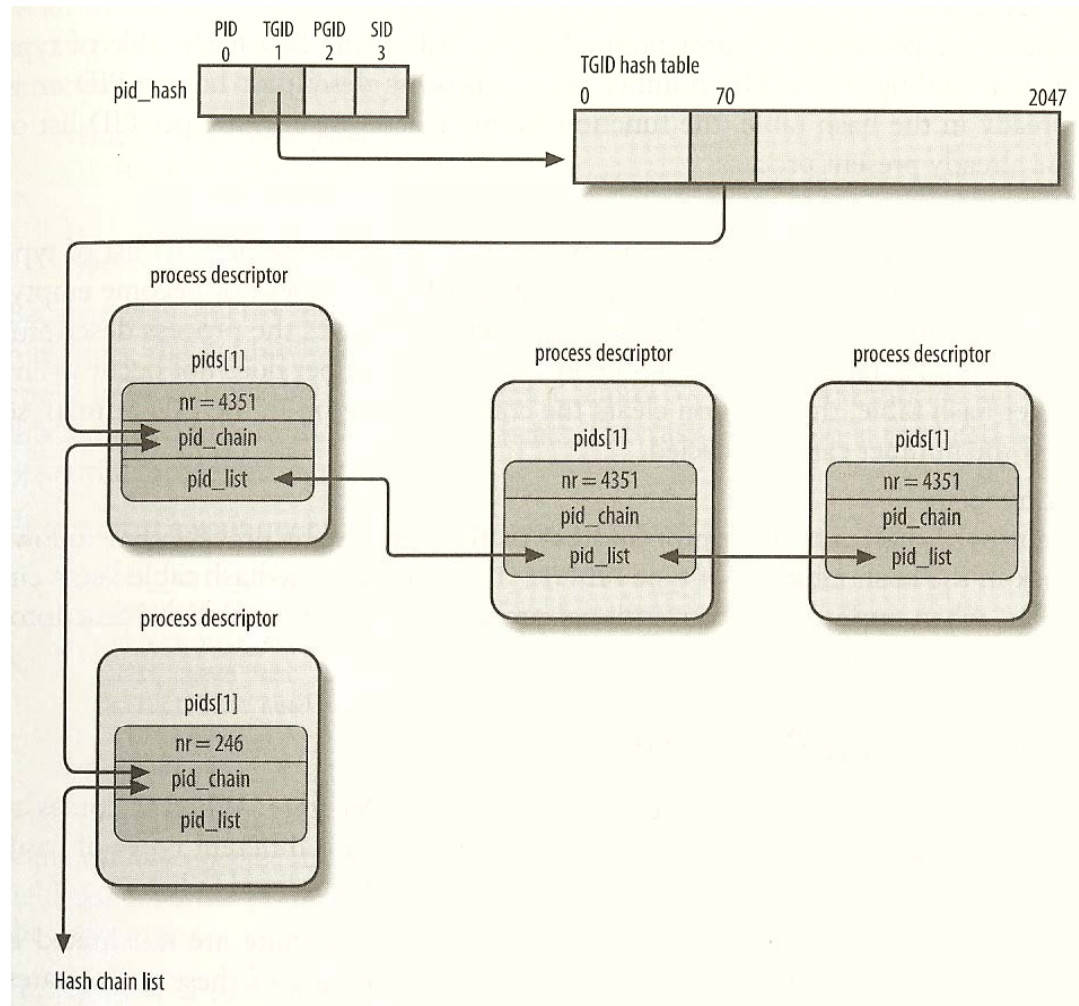 PID TGID PGID SID
0 1 2 3
pid_hash
TGID hash table
0 70 2047
process descriptor
pids[1]
nr = 4351
pid_chain
pid_list
process descriptor
pids[1]
nr = 4351
pid_chain
pid_list
process descriptor
pids[1]
nr = 4351
pid_chain
pid_list
process descriptor
pids[1]
nr = 246
pid_chain
pid_list
Hash chain list